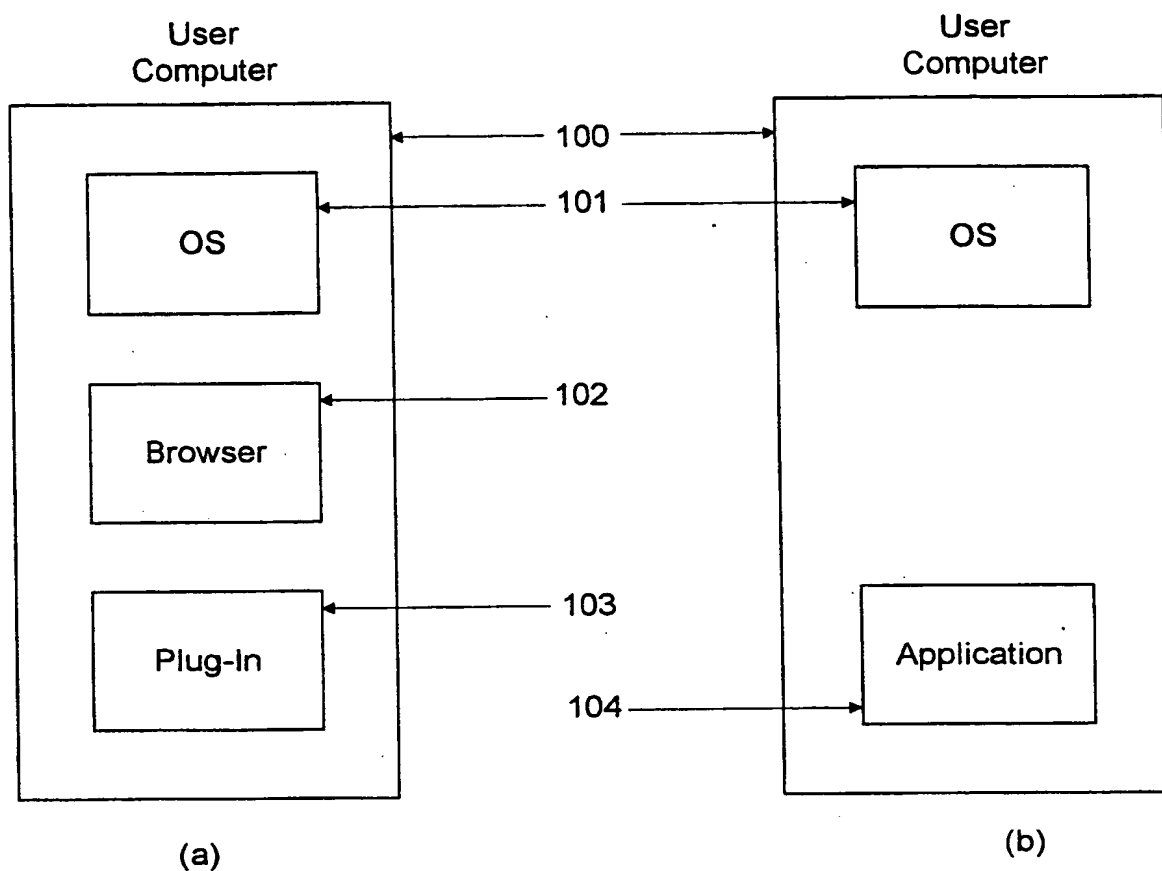 User
Computer
User
Computer
100
101
OS
OS
102
Browser
103
Plug-In
Application
104
(a)
(b)